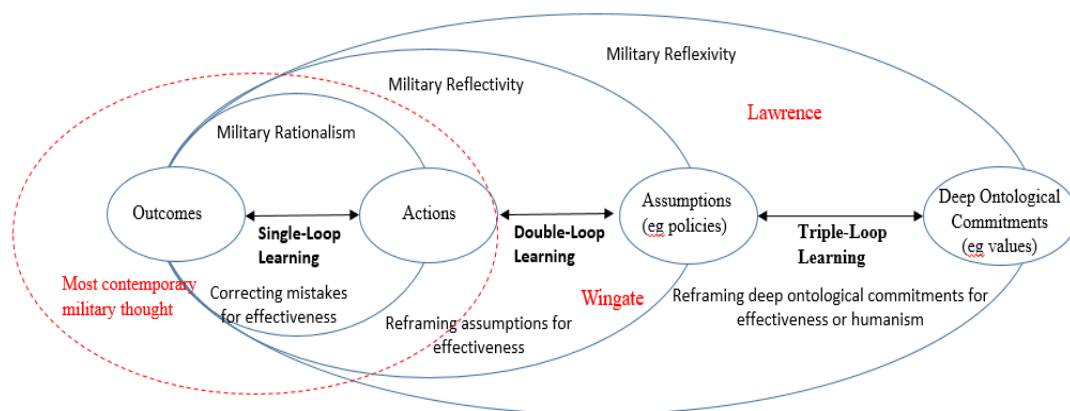 Military Reflexivity
Military Reflectivity
Lawrence
Military Rationalism
Outcomes
Actions
Assumptions
(eg policies)
Deep Ontological
Commitments
(eg values)
Single-Loop
Learning
Double-Loop
Learning
Triple-Loop
Learning
Most contemporary
military thought
Correcting mistakes
for effectiveness
Wingate
Reframing assumptions for
effectiveness
Reframing deep ontological commitments for
effectiveness or humanism